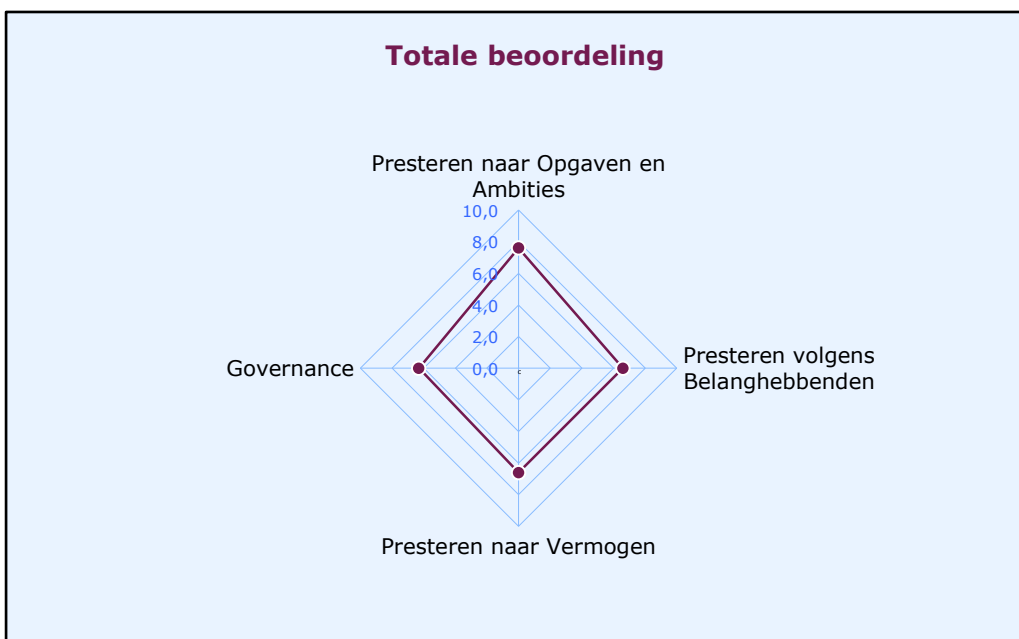 Totale beoordeling
Presteren naar Opgaven en
Ambities
10,0
8,0
6,0
4,0
2,0
0,0
Governance
Presteren volgens
Belanghebbenden
Presteren naar Vermogen